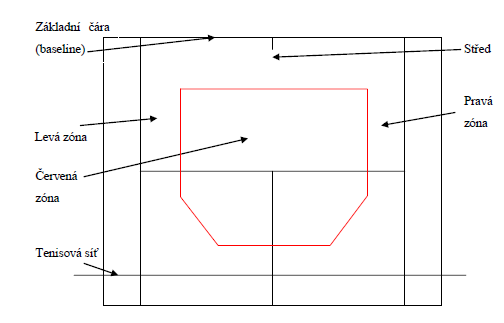 Základní čára
(baseline)
Střed
Pravá
zóna
Levá zóna
Červená
zóna
Tenisová síť